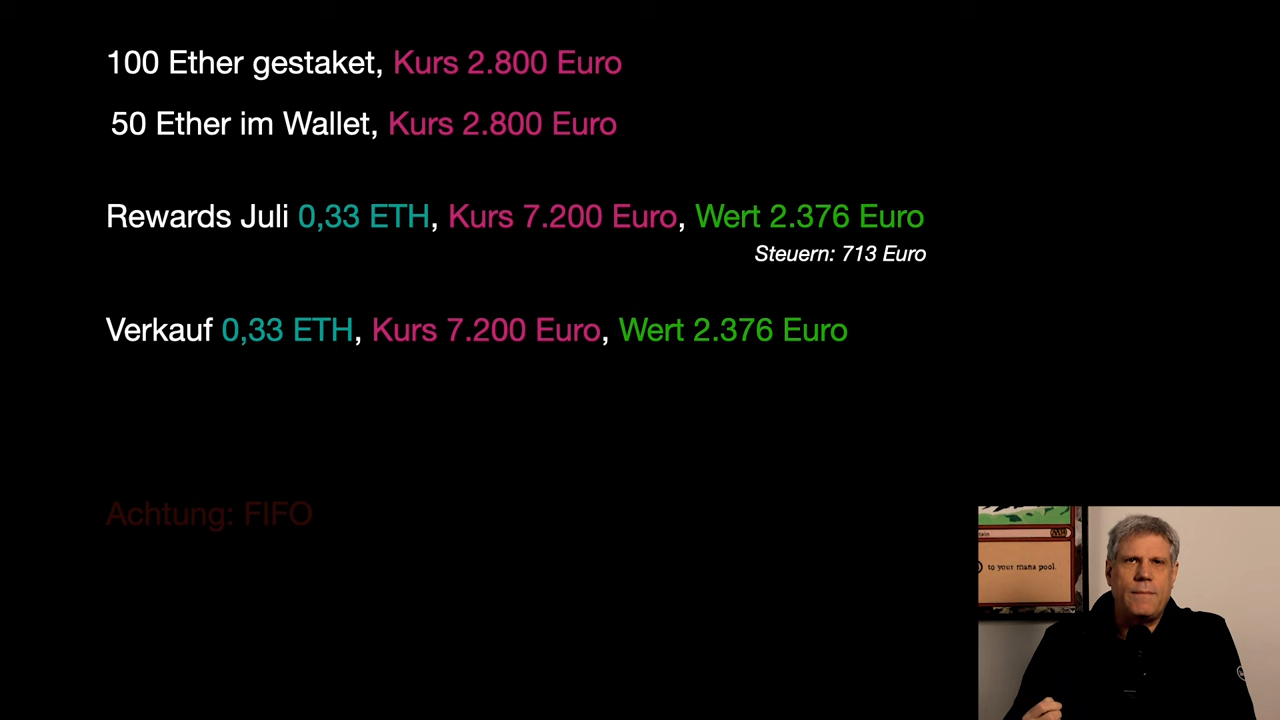 100 Ether gestaket, Kurs 2.800 Euro
50 Ether im Wallet, Kurs 2.800 Euro
Rewards Juli 0,33 ETH, Kurs 7.200 Euro, Wert 2.376 Euro
Steuern: 713 Euro
Verkauf 0,33 ETH, Kurs 7.200 Euro, Wert 2.376 Euro
Achtung: FIFO
to your mana pool.